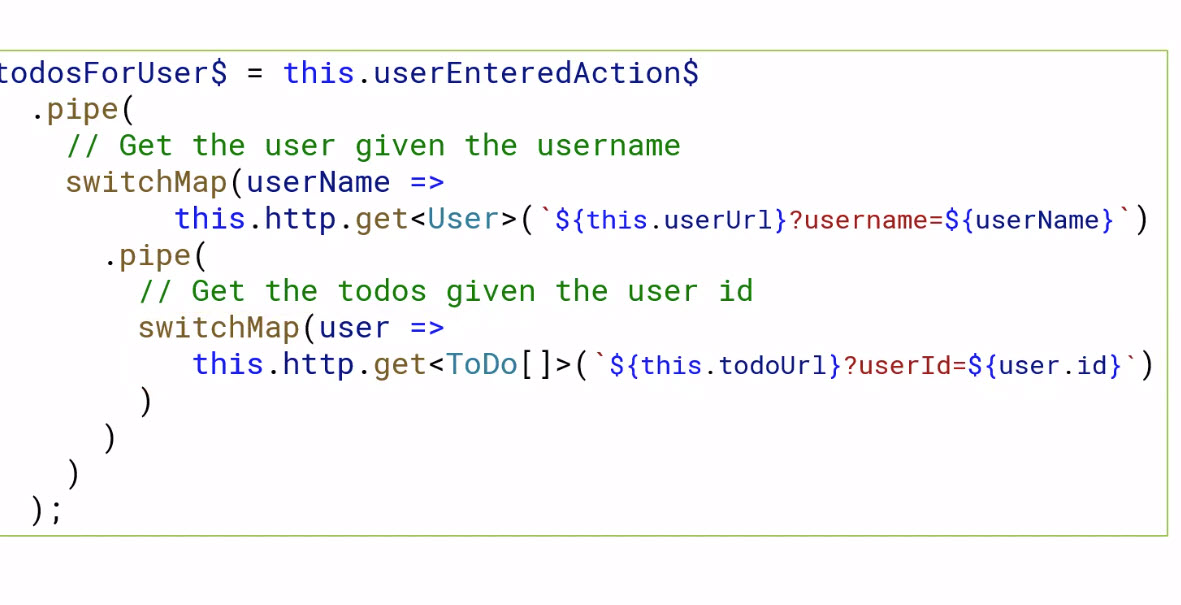 todosForUser$ = this.userEnteredAction$
.pipe(
// Get the user given the username
switchMap(userName =>
this.http.get<User>(`${this.userUrl}?username=${userName}`)
.pipe(
// Get the todos given the user id
switchMap(user =>
this.http.get<ToDo[]>(`${this.todoUrl}?userId=${user.id}`)
)
)
)
);